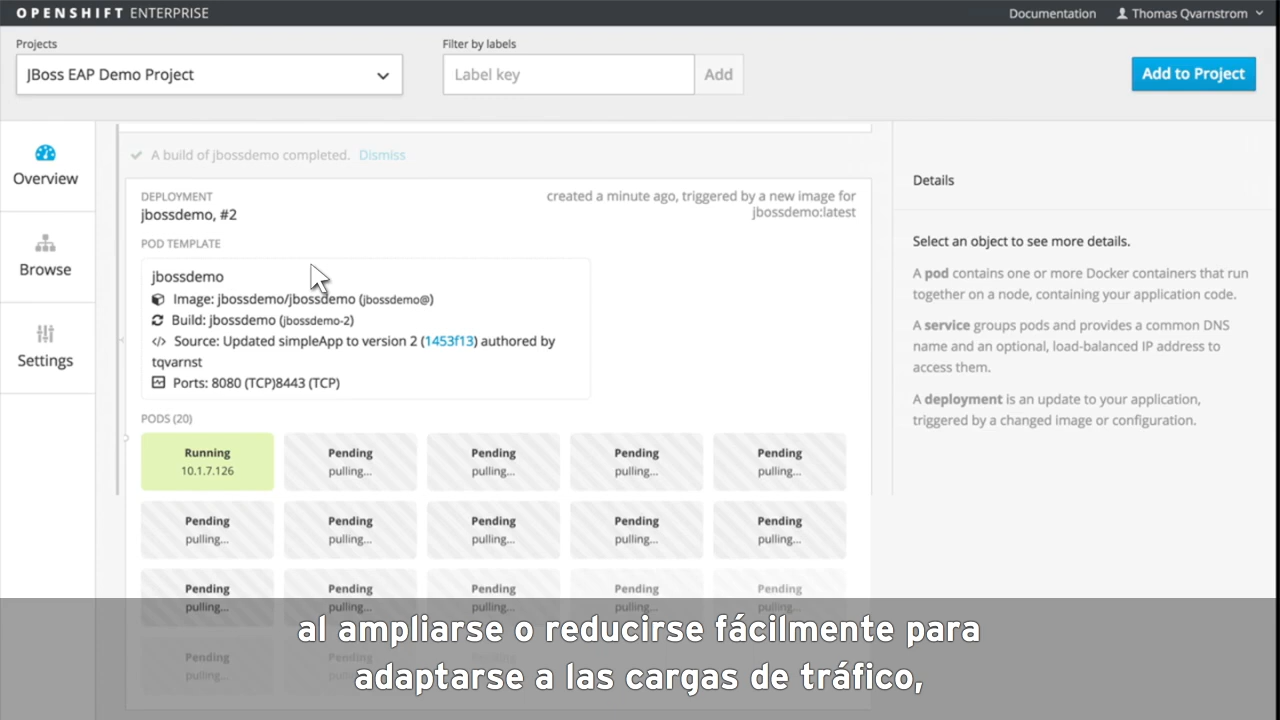 OPENSHIFT ENTERPRISE
Documentation
Thomas Qvarnstrom
Projects
JBoss EAP Demo Project
Filter by labels
Label key
Add
Add to Project
Overview
Browse
Settings
A build of jbossdemo completed. Dismiss
DEPLOYMENT
jbossdemo, #2
created a minute ago, triggered by a new image for
jbossdemo:latest
POD TEMPLATE
jbossdemo
Image: jbossdemo/jbossdemo (jbossdemo@)
Build: jbossdemo (jbossdemo-2)
</> Source: Updated simpleApp to version 2 (1453f13) authored by
tqvarnst
Ports: 8080 (TCP)8443 (TCP)
PODS (20)
Running Pending Pending Pending Pending
10.1.7.126 pulling... pulling... pulling... pulling...
Pending Pending Pending Pending Pending
pulling... pulling... pulling... pulling... pulling...
Pending Pending Pending Pending Pending
pulling... pulling... pulling... pulling... pulling...
Pending Pending
Details
Select an object to see more details.
A pod contains one or more Docker containers that run
together on a node, containing your application code.
A service groups pods and provides a common DNS
name and an optional, load-balanced IP address to
access them.
A deployment is an update to your application,
triggered by a changed image or configuration.
al ampliarse o reducirse fácilmente para
adaptarse a las cargas de tráfico,